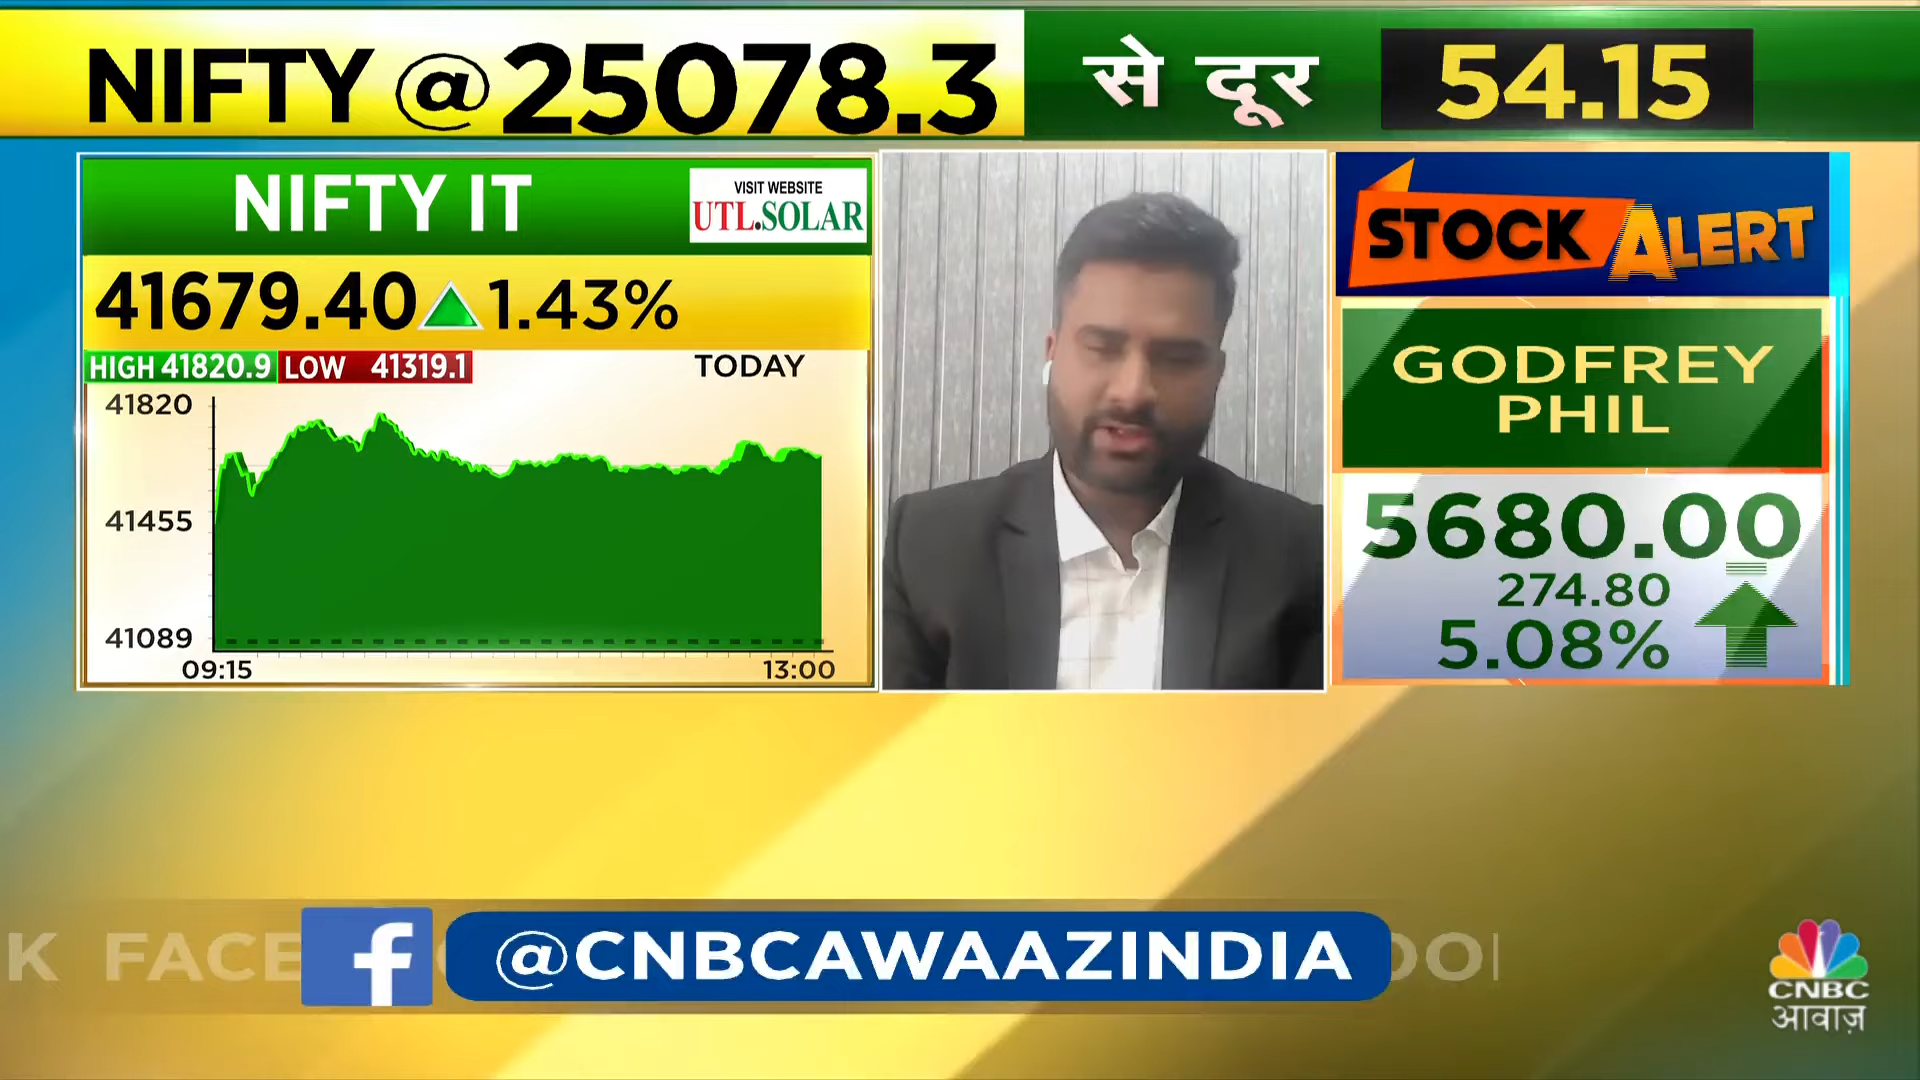 NIFTY @25078.3 से दूर 54.15
NIFTY IT
VISIT WEBSITE
UTL.SOLAR
41679.40 1.43%
HIGH 41820.9 LOW 41319.1 TODAY
41820
41455
41089
09:15 13:00
STOCK ALERT
GODFREY
PHIL
5680.00
274.80
5.08%
@CNBCAWAAZINDIA
CNBC
आवाज़